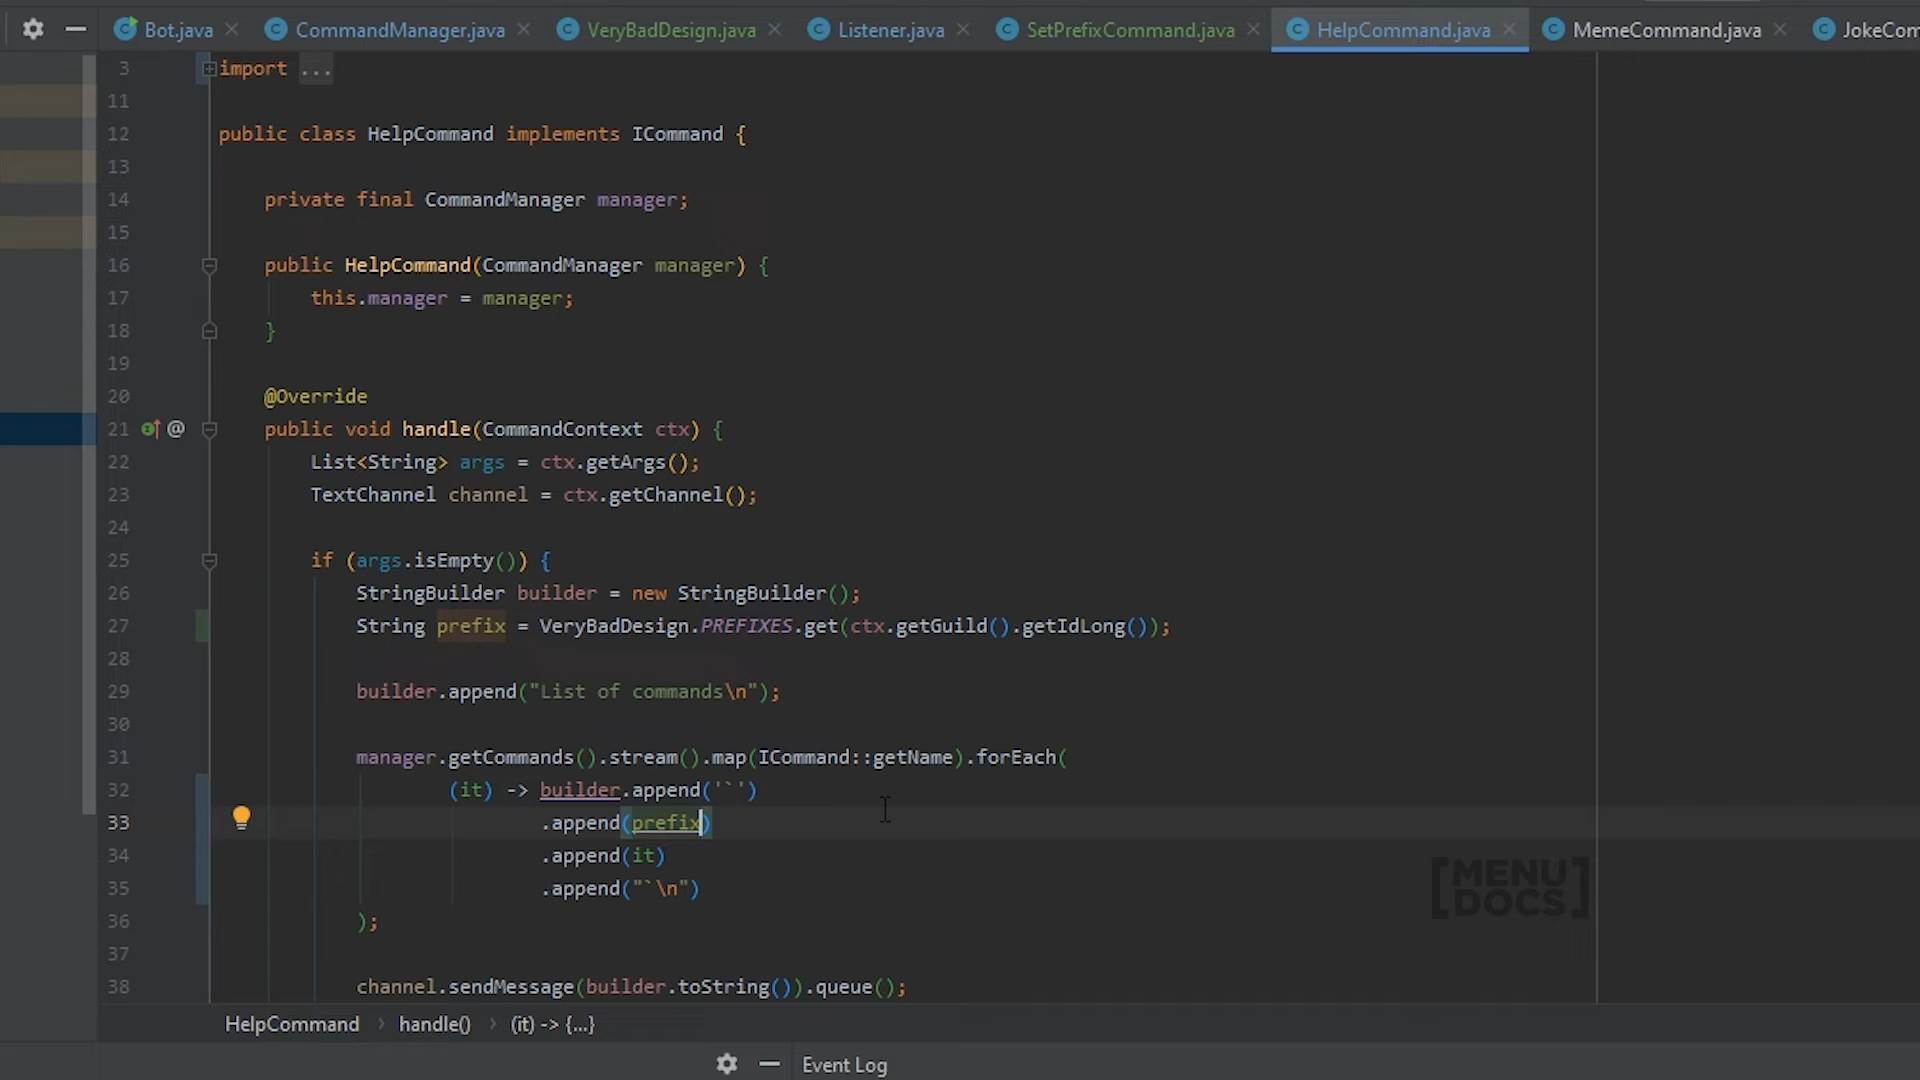 Bot.java CommandManager.java VeryBadDesign.java Listener.java SetPrefixCommand.java HelpCommand.java MemeCommand.java JokeCom
3 import ...
11
12 public class HelpCommand implements ICommand {
13
14 private final CommandManager manager;
15
16 public HelpCommand(CommandManager manager) {
17 this.manager = manager;
18 }
19
20 @Override
21 @ public void handle(CommandContext ctx) {
22 List<String> args = ctx.getArgs();
23 TextChannel channel = ctx.getChannel();
24
25 if (args.isEmpty()) {
26 StringBuilder builder = new StringBuilder();
27 String prefix = VeryBadDesign.PREFIXES.get(ctx.getGuild().getIdLong());
28
29 builder.append("List of commands\n");
30
31 manager.getCommands().stream().map(ICommand::getName).forEach(
32 (it) -> builder.append('`')
33 .append(prefix)
34 .append(it)
35 .append("`\n")
36 );
37
38 channel.sendMessage(builder.toString()).queue();
[MENU
DOCS]
HelpCommand › handle() › (it) -> {...}
Event Log